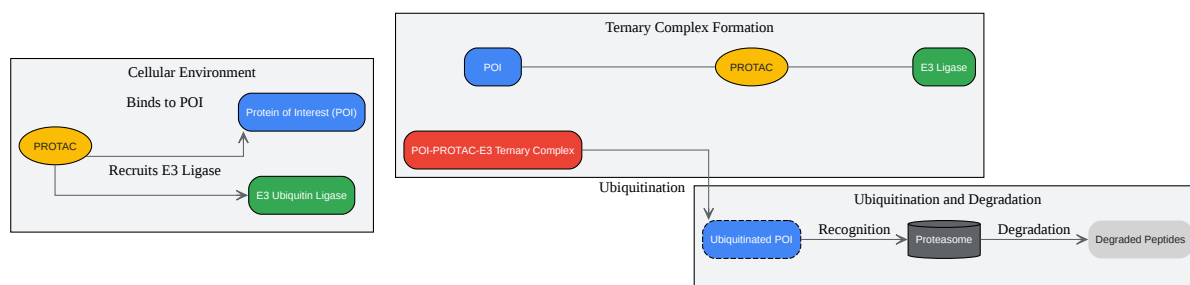 Cellular Environment
Binds to POI
Protein of Interest (POI)
PROTAC
Recruits E3 Ligase
E3 Ubiquitin Ligase
Ternary Complex Formation
POI
PROTAC
E3 Ligase
POI-PROTAC-E3 Ternary Complex
Ubiquitination
Ubiquitination and Degradation
Ubiquitinated POI
Recognition
Proteasome
Degradation
Degraded Peptides